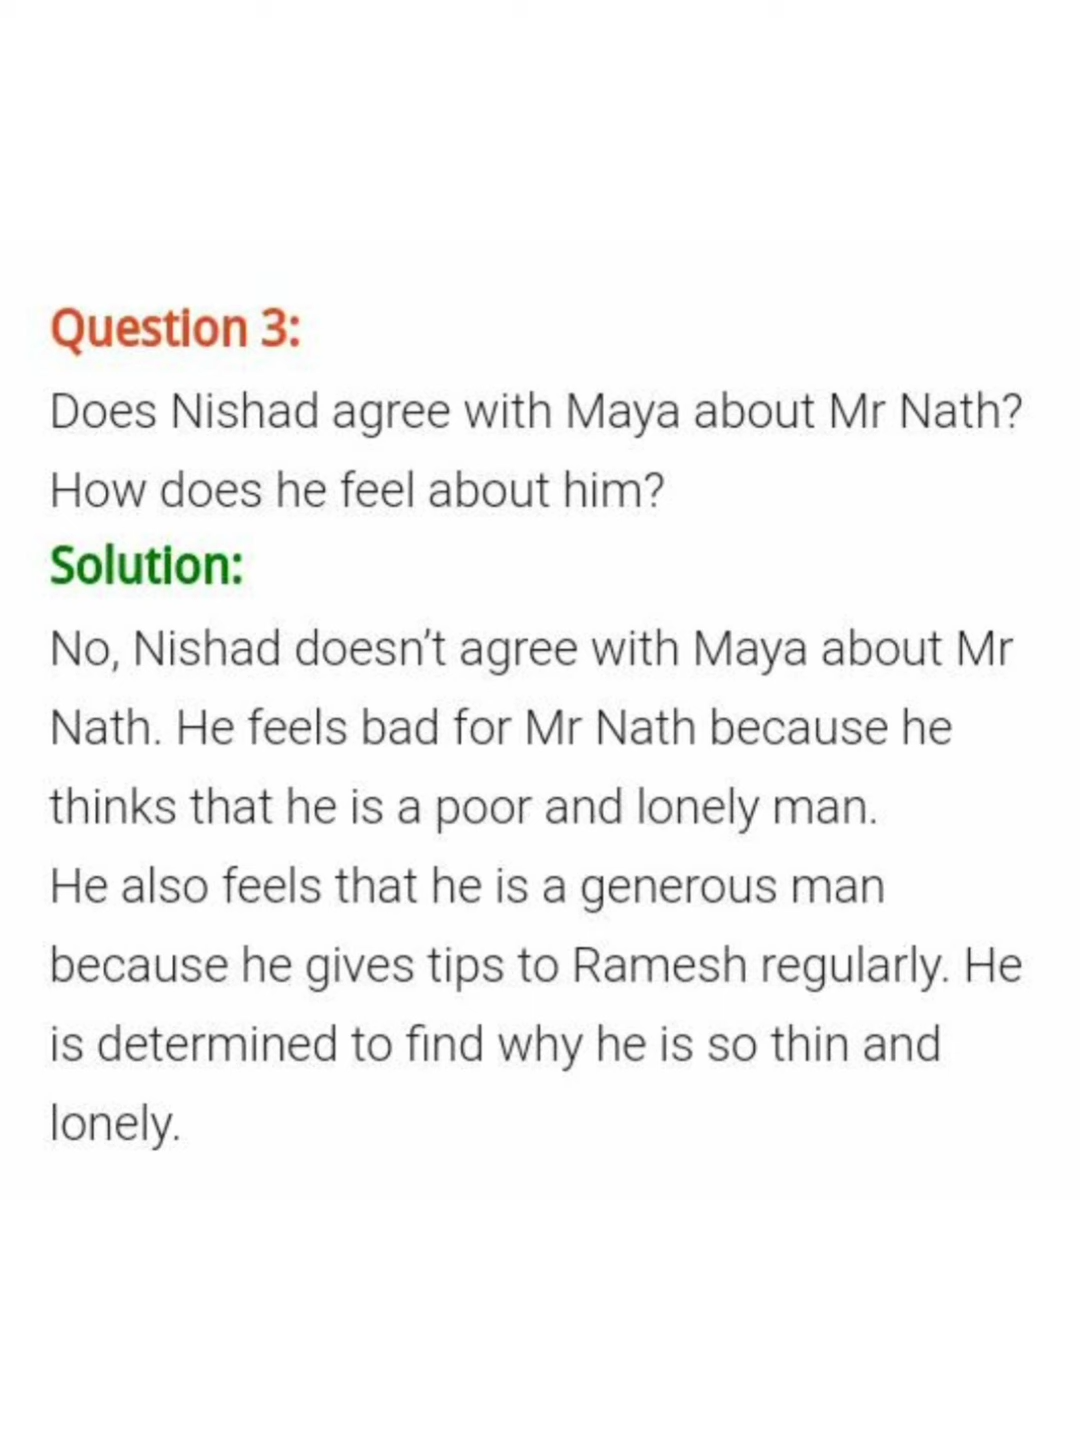 Question 3:
Does Nishad agree with Maya about Mr Nath?
How does he feel about him?
Solution:
No, Nishad doesn’t agree with Maya about Mr
Nath. He feels bad for Mr Nath because he
thinks that he is a poor and lonely man.
He also feels that he is a generous man
because he gives tips to Ramesh regularly. He
is determined to find why he is so thin and
lonely.